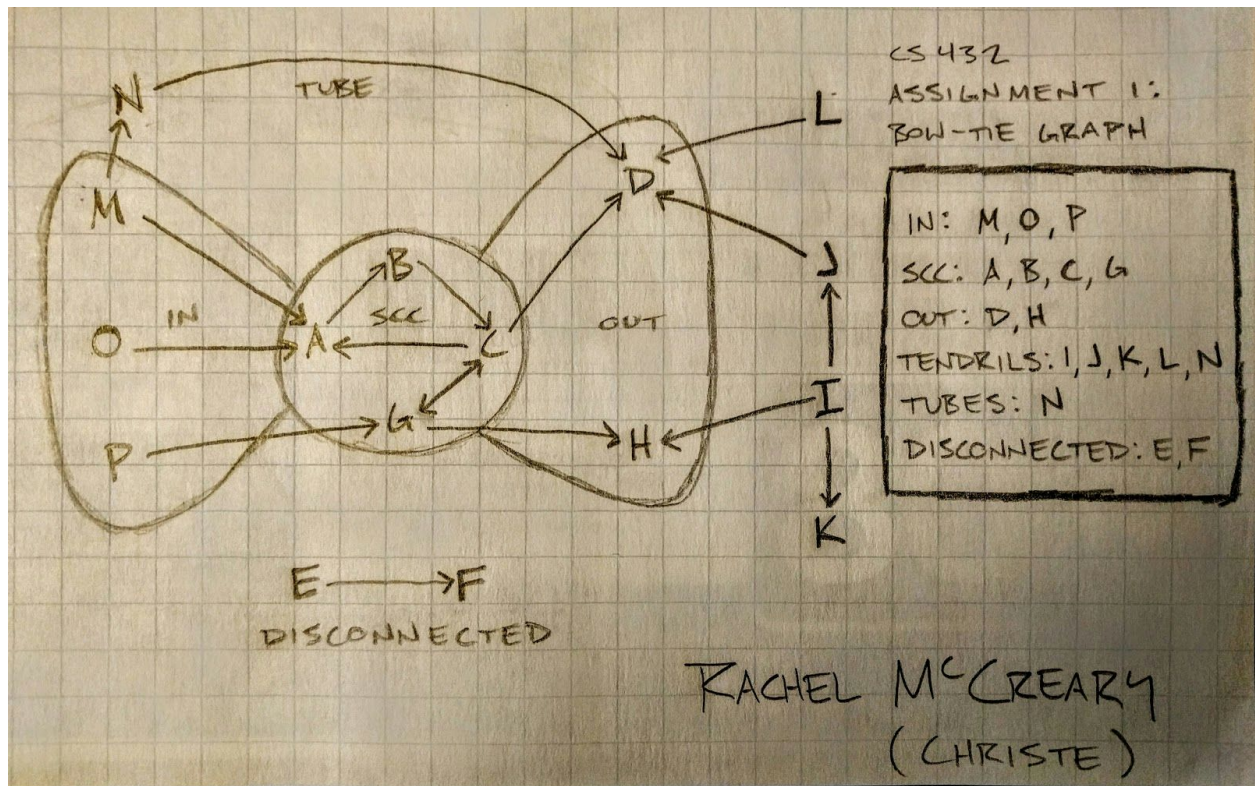 CS 432
ASSIGNMENT 1:
BOW-TIE GRAPH
N
TUBE
L
D
M
IN: M, O, P
B
J
SCC: A, B, C, G
IN
SCC
OUT
OUT: D, H
O
A
C
TENDRILS: I, J, K, L, N
I
TUBES: N
G
P
H
DISCONNECTED: E, F
K
E F
DISCONNECTED
RACHEL McCREARY
(CHRISTE)